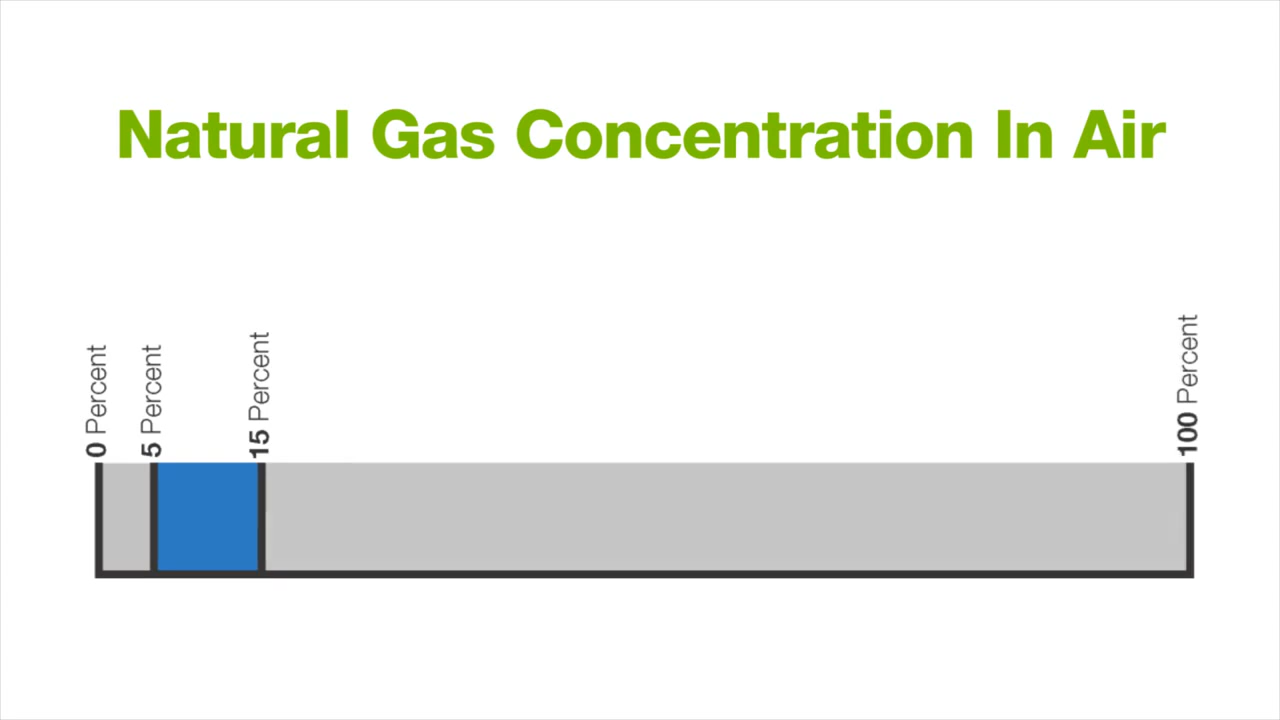 Natural Gas Concentration In Air
0 Percent
5 Percent
15 Percent
100 Percent